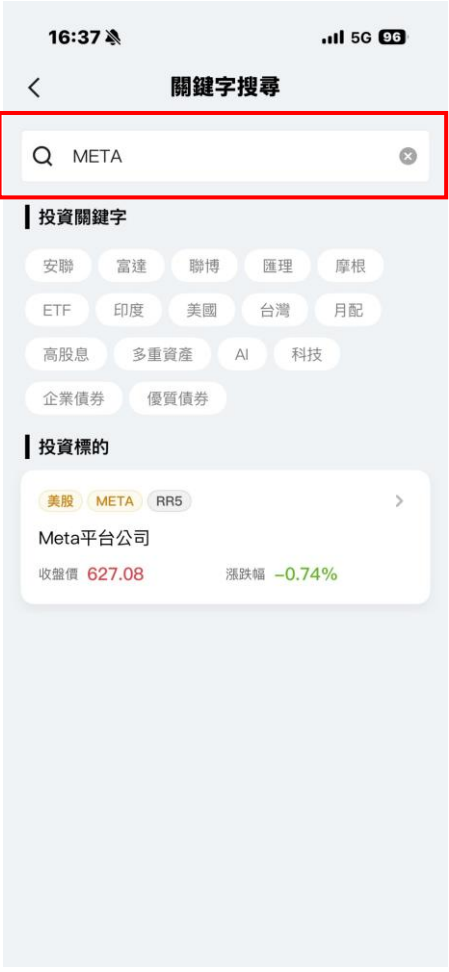 16:37 5G 96
關鍵字搜尋
META
投資關鍵字
安聯 富達 聯博 匯理 摩根
ETF 印度 美國 台灣 月配
高股息 多重資產 AI 科技
企業債券 優質債券
投資標的
美股 META RR5
Meta平台公司
收盤價 627.08 漲跌幅 –0.74%